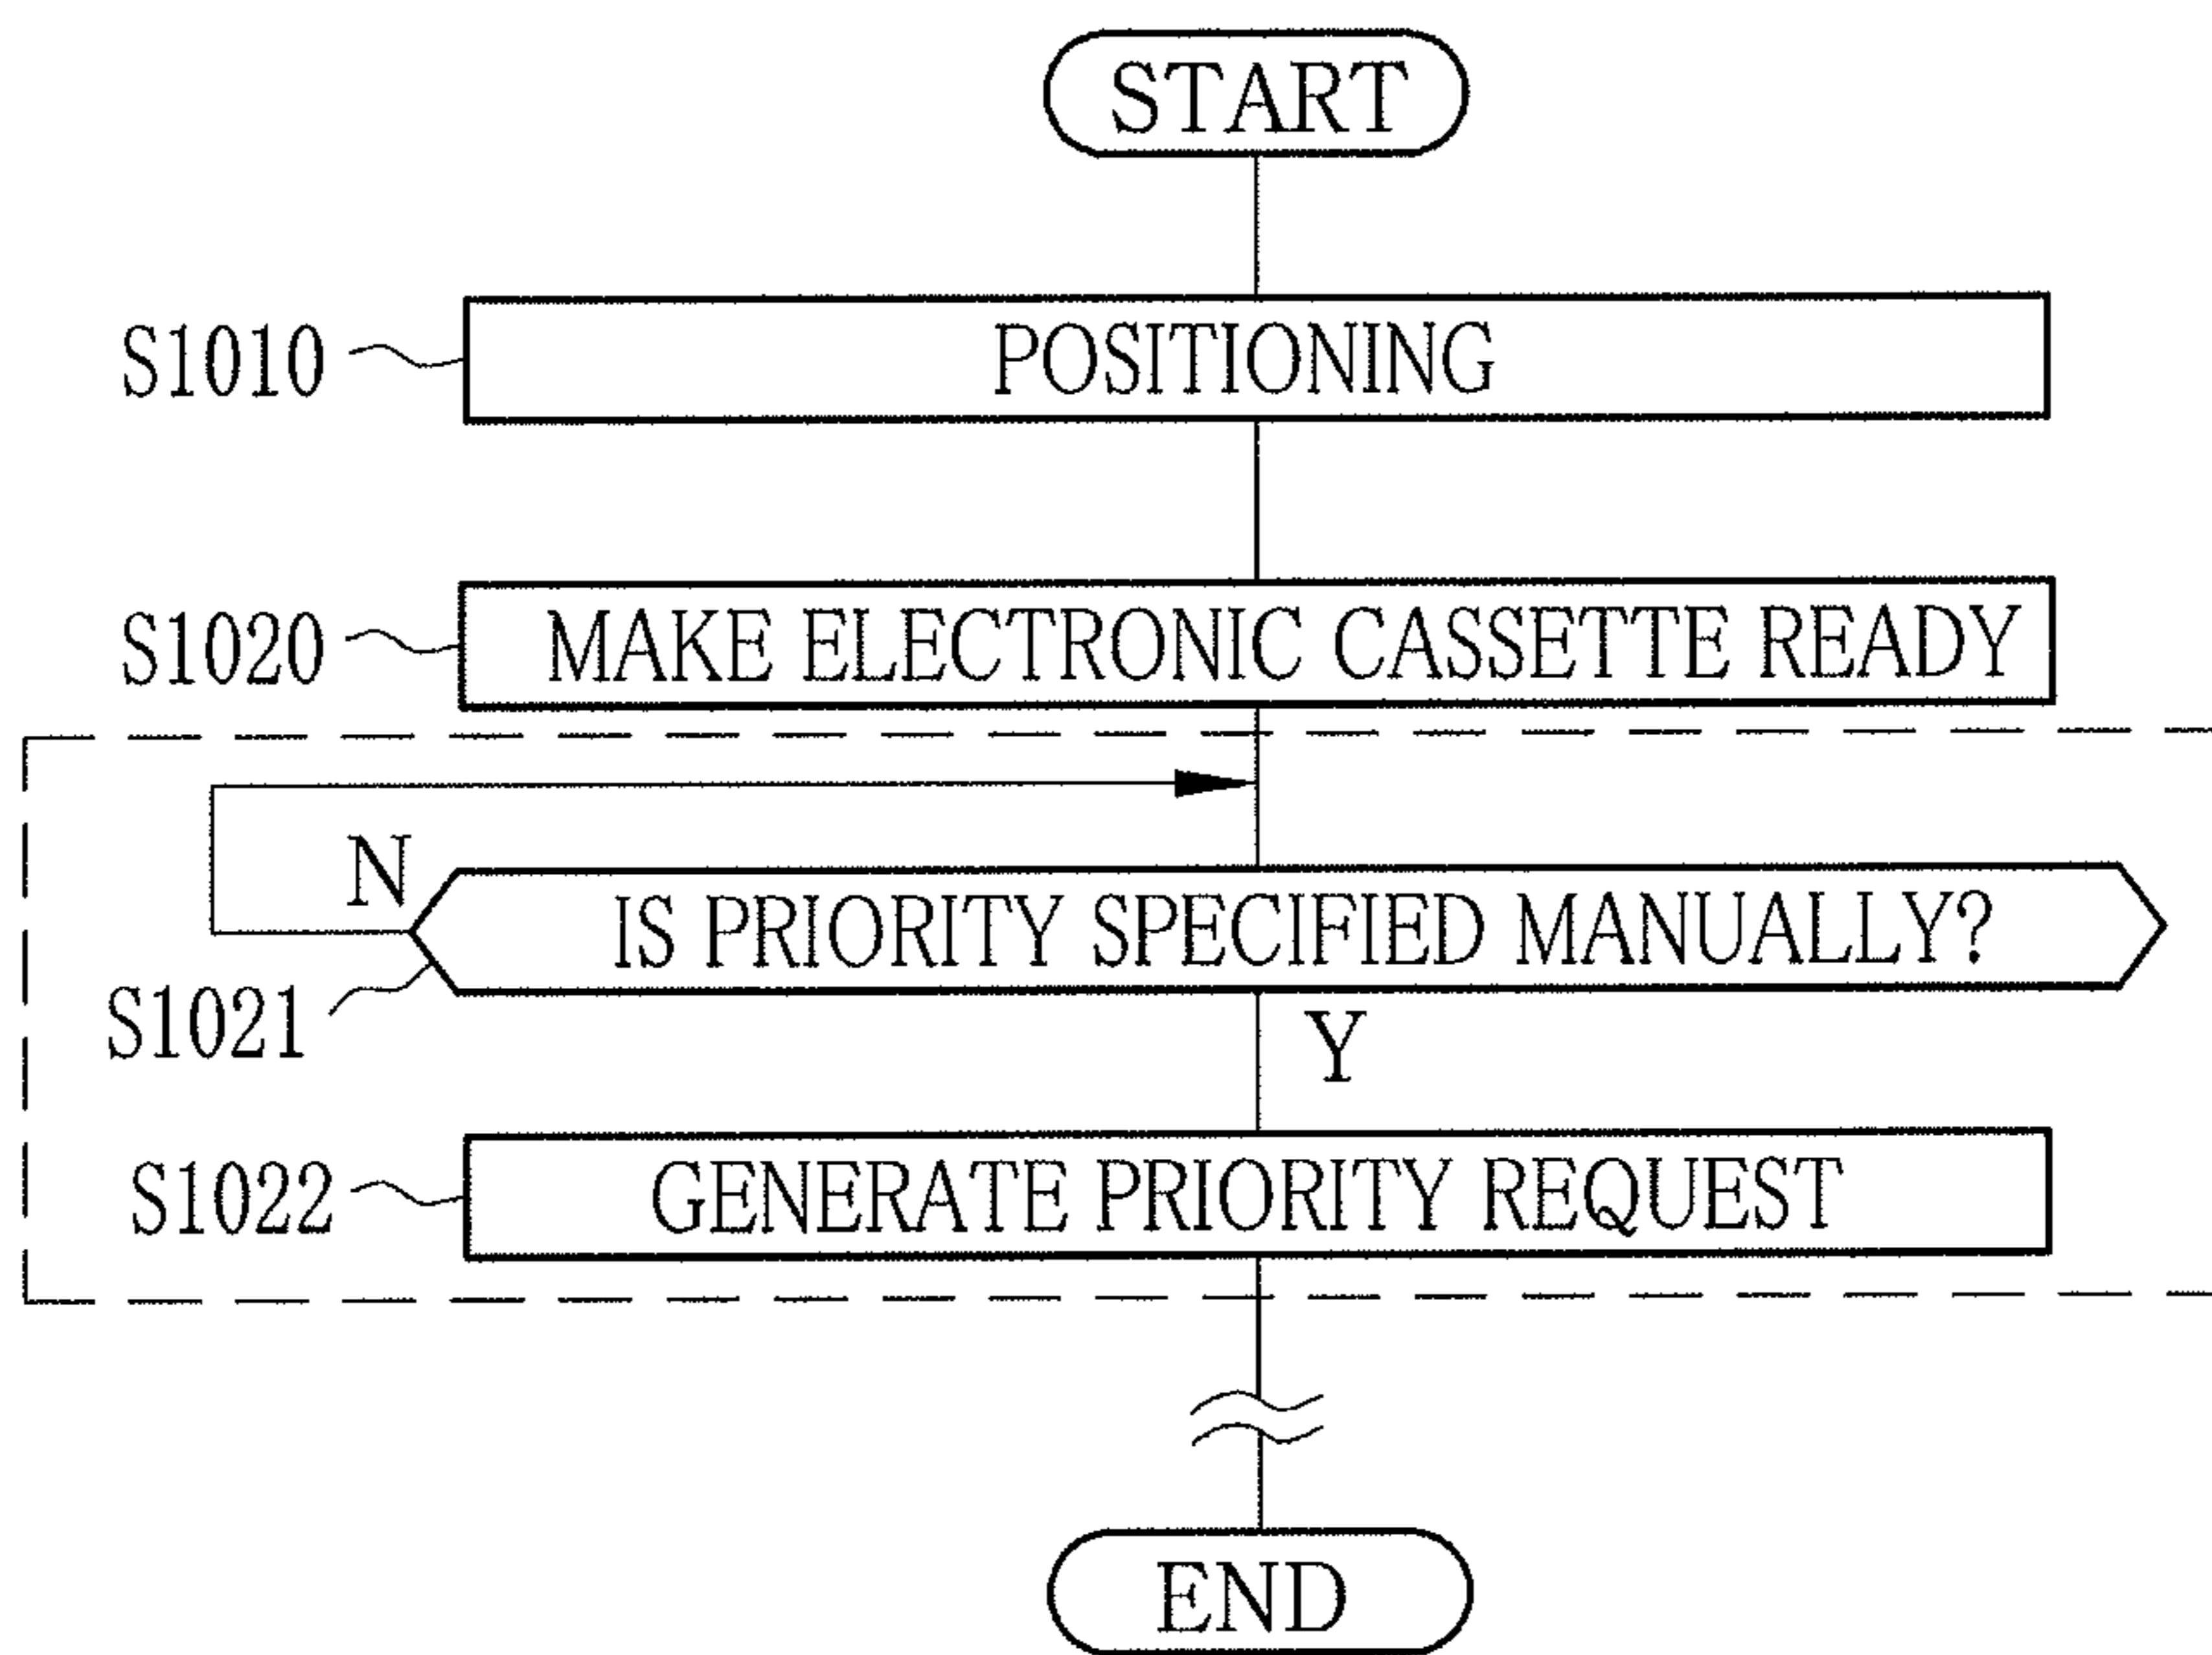 START
S1010
POSITIONING
S1020
MAKE ELECTRONIC CASSETTE READY
N
IS PRIORITY SPECIFIED MANUALLY?
S1021
Y
S1022
GENERATE PRIORITY REQUEST
END